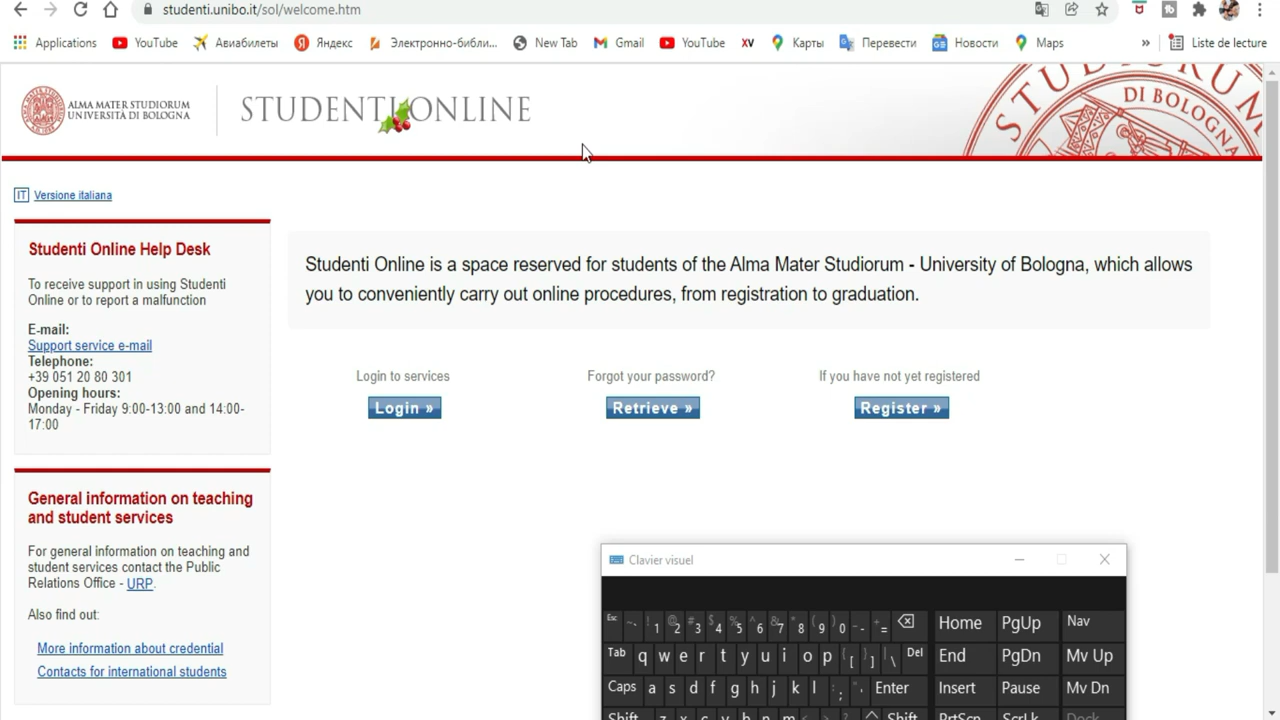 studenti.unibo.it/sol/welcome.htm
Applications YouTube Авиабилеты Яндекс Электронно-библи... New Tab Gmail YouTube XV Карты Перевести Новости Maps » Liste de lecture
ALMA MATER STUDIORUM
UNIVERSITÀ DI BOLOGNA
STUDENTI ONLINE
STUDIORUM
DI BOLOGNA
IT Versione italiana
Studenti Online Help Desk
To receive support in using Studenti
Online or to report a malfunction
E-mail:
Support service e-mail
Telephone:
+39 051 20 80 301
Opening hours:
Monday - Friday 9:00-13:00 and 14:00-
17:00
General information on teaching
and student services
For general information on teaching and
student services contact the Public
Relations Office - URP.
Also find out:
More information about credential
Contacts for international students
Studenti Online is a space reserved for students of the Alma Mater Studiorum - University of Bologna, which allows
you to conveniently carry out online procedures, from registration to graduation.
Login to services
Login »
Forgot your password?
Retrieve »
If you have not yet registered
Register »
Clavier visuel
Esc ~ ` ! 1 @ 2 # 3 $ 4 % 5 ^ 6 & 7 * 8 ( 9 ) 0 _ - + = Home PgUp Nav
Tab q w e r t y u i o p { [ } ] | \ Del End PgDn Mv Up
Caps a s d f g h j k l : ; " ' Enter Insert Pause Mv Dn
Shift z x c v b n m Shift PrtScn ScrLk Dock